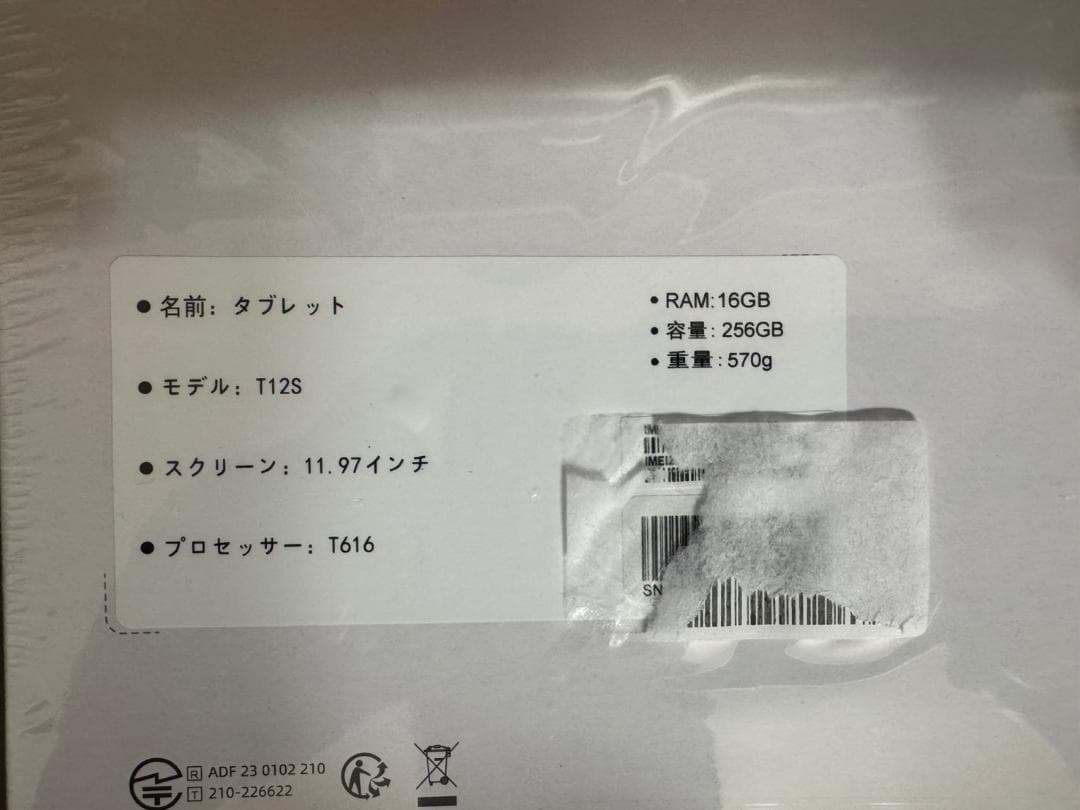 ● 名前: タブレット
● モデル: T12S
● スクリーン: 11.97インチ
● プロセッサー: T616
• RAM:16GB
• 容量: 256GB
• 重量: 570g
IMEI2
SN
R ADF 23 0102 210
T 210-226622